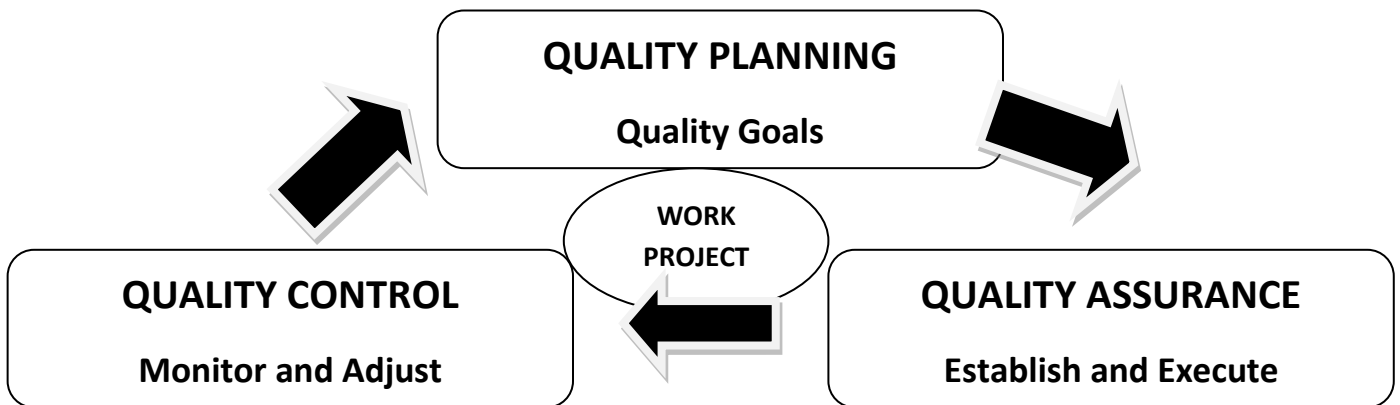 QUALITY PLANNING
Quality Goals
WORK
PROJECT
QUALITY CONTROL
Monitor and Adjust
QUALITY ASSURANCE
Establish and Execute